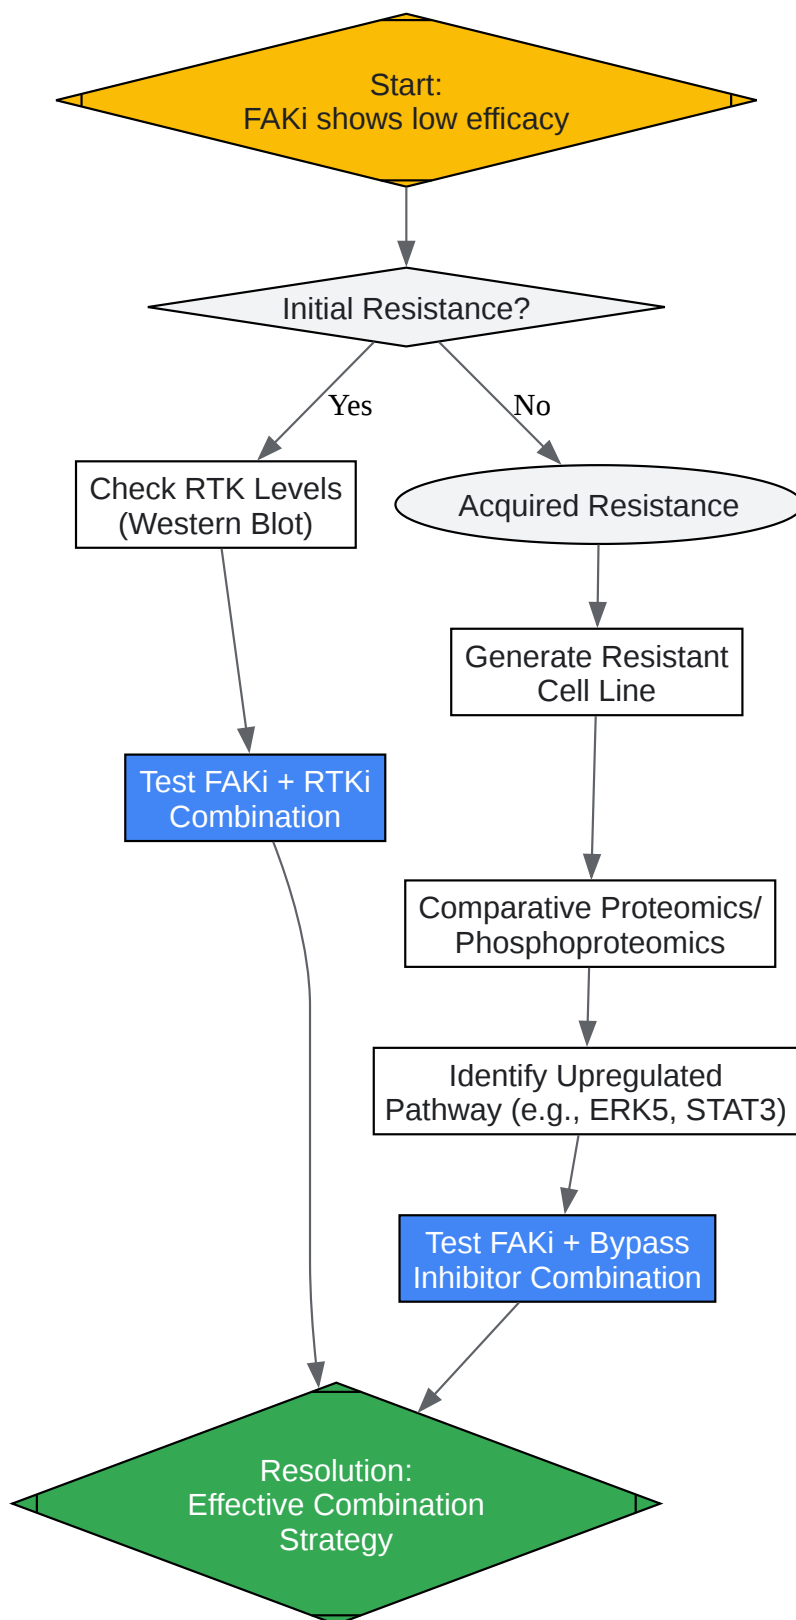 Start:
FAKi shows low efficacy
Initial Resistance?
Yes
No
Check RTK Levels
(Western Blot)
Acquired Resistance
Generate Resistant
Cell Line
Test FAKi + RTKi
Combination
Comparative Proteomics/
Phosphoproteomics
Identify Upregulated
Pathway (e.g., ERK5, STAT3)
Test FAKi + Bypass
Inhibitor Combination
Resolution:
Effective Combination
Strategy